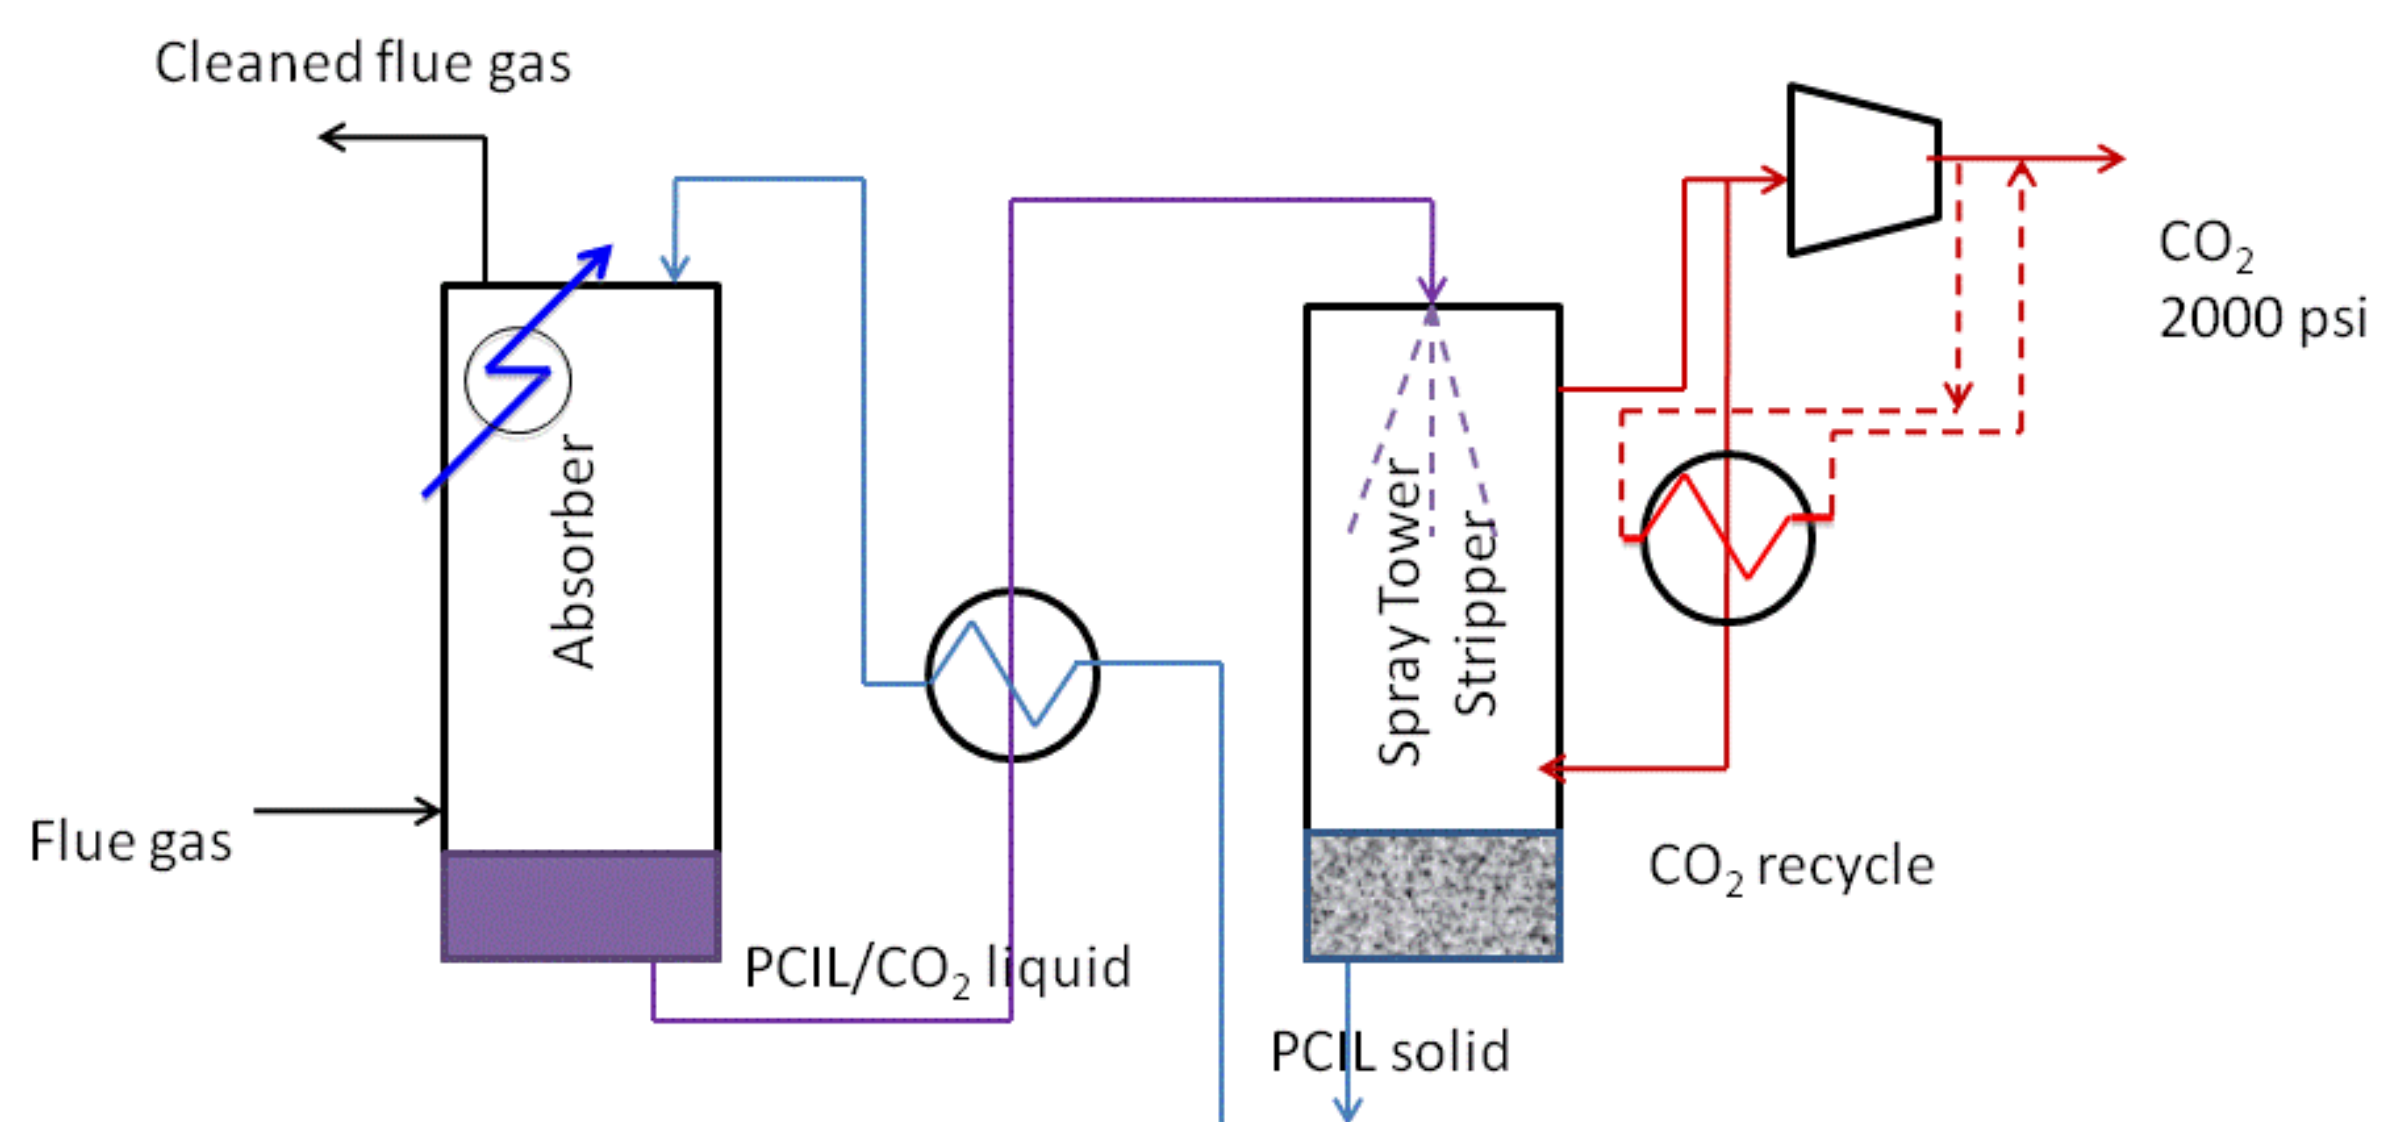 Cleaned flue gas
CO₂
2000 psi
Absorber
Spray Tower
Stripper
Flue gas
CO₂ recycle
PCIL/CO₂ liquid
PCIL solid